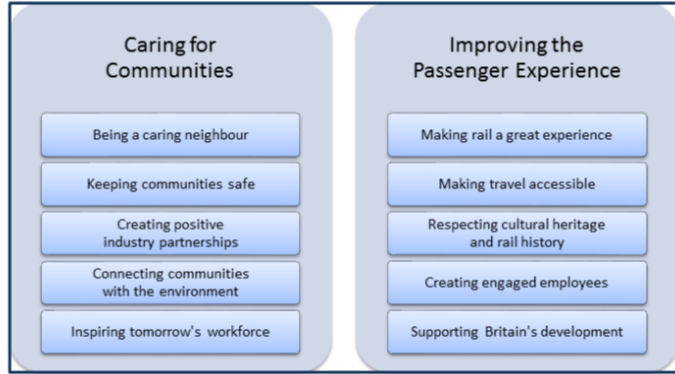 Caring for
Communities
Being a caring neighbour
Keeping communities safe
Creating positive
industry partnerships
Connecting communities
with the environment
Inspiring tomorrow's workforce
Improving the
Passenger Experience
Making rail a great experience
Making travel accessible
Respecting cultural heritage
and rail history
Creating engaged employees
Supporting Britain's development